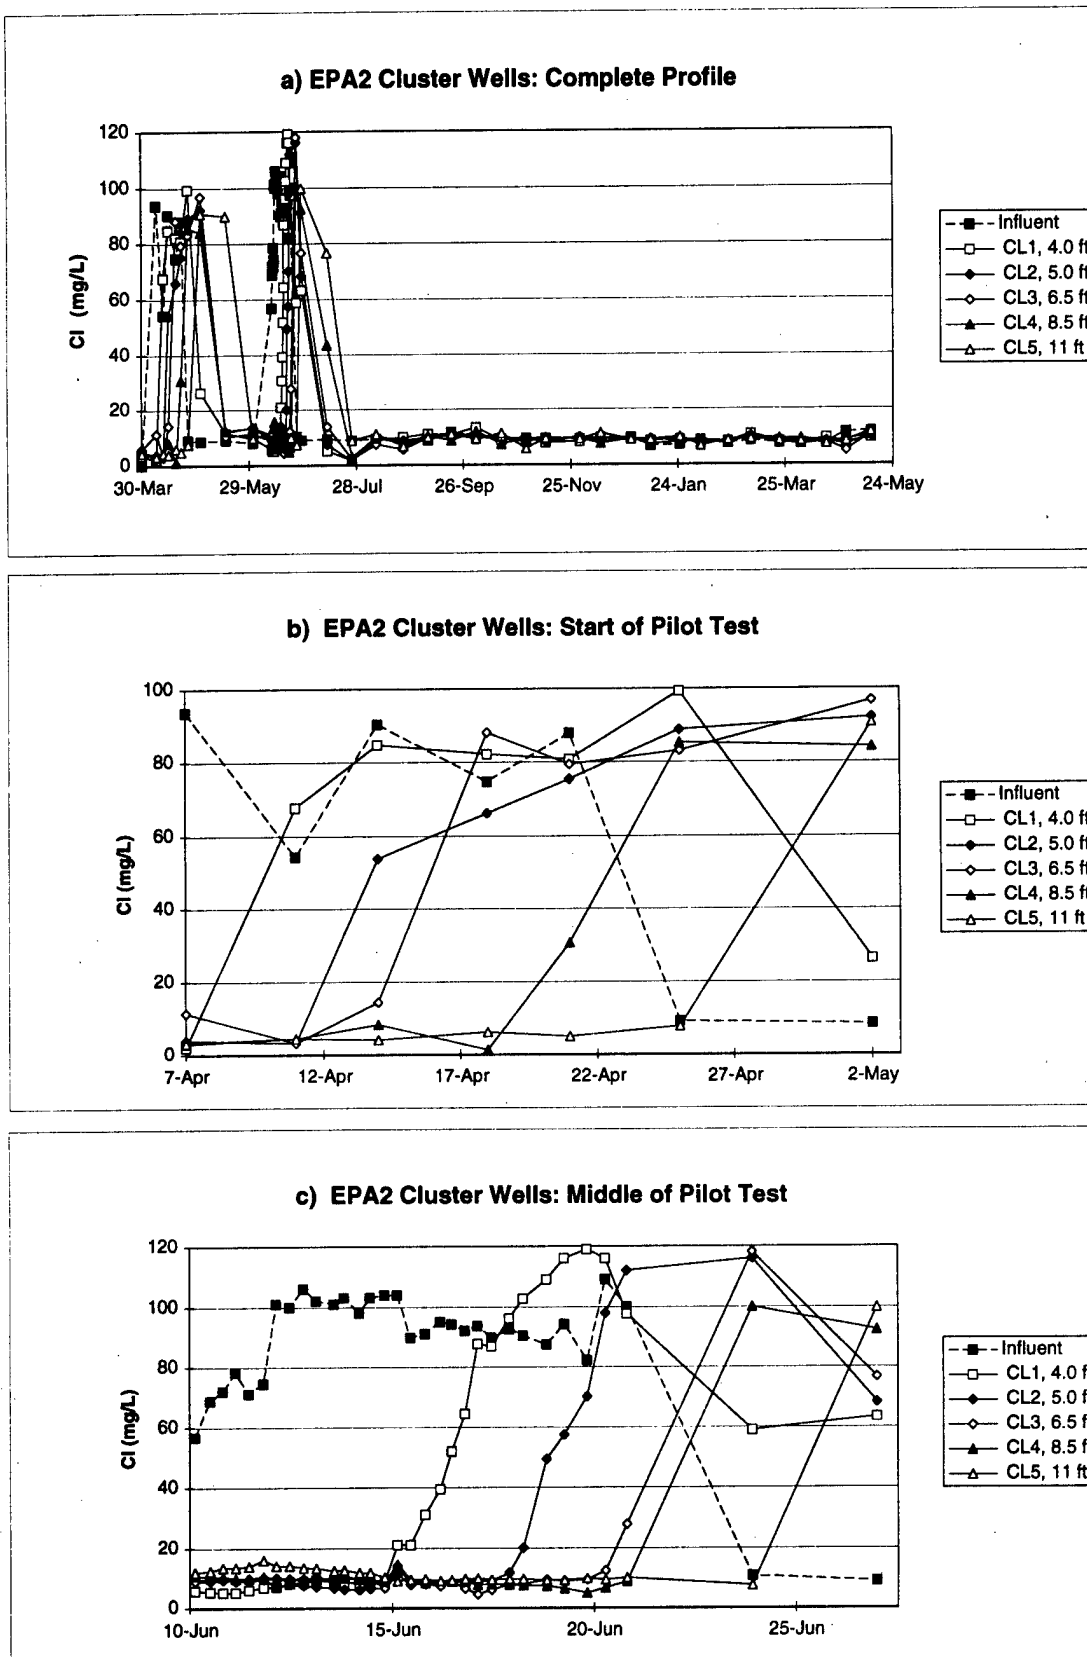 a) EPA2 Cluster Wells: Complete Profile
Cl (mg/L)
120
100
80
60
40
20
0
30-Mar 29-May 28-Jul 26-Sep 25-Nov 24-Jan 25-Mar 24-May
Influent
CL1, 4.0 ft
CL2, 5.0 ft
CL3, 6.5 ft
CL4, 8.5 ft
CL5, 11 ft
b) EPA2 Cluster Wells: Start of Pilot Test
Cl (mg/L)
100
80
60
40
20
0
7-Apr 12-Apr 17-Apr 22-Apr 27-Apr 2-May
Influent
CL1, 4.0 ft
CL2, 5.0 ft
CL3, 6.5 ft
CL4, 8.5 ft
CL5, 11 ft
c) EPA2 Cluster Wells: Middle of Pilot Test
Cl (mg/L)
120
100
80
60
40
20
0
10-Jun 15-Jun 20-Jun 25-Jun
Influent
CL1, 4.0 f
CL2, 5.0 f
CL3, 6.5 f
CL4, 8.5 f
CL5, 11 ft